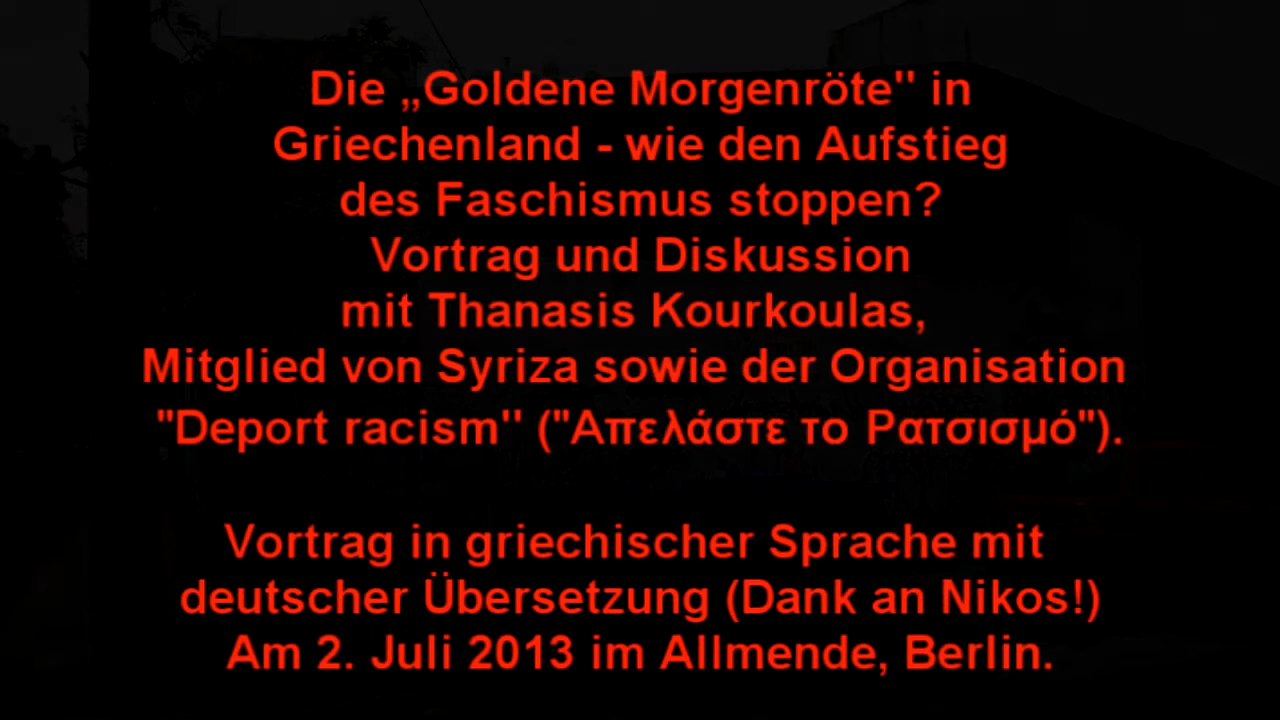 Die „Goldene Morgenröte'' in
Griechenland - wie den Aufstieg
des Faschismus stoppen?
Vortrag und Diskussion
mit Thanasis Kourkoulas,
Mitglied von Syriza sowie der Organisation
"Deport racism'' ("Απελάστε το Ρατσισμό").
Vortrag in griechischer Sprache mit
deutscher Übersetzung (Dank an Nikos!)
Am 2. Juli 2013 im Allmende, Berlin.